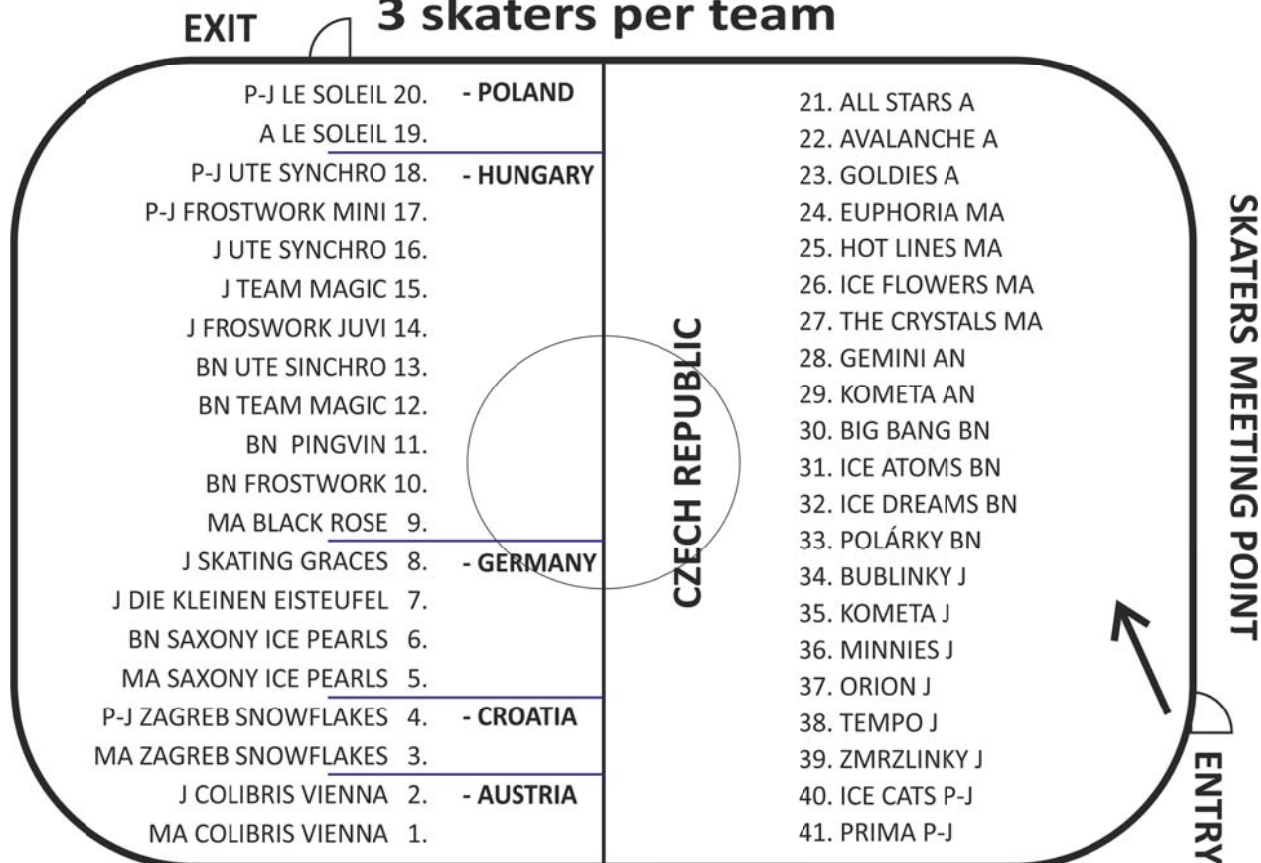 3 skaters per team
EXIT
P-J LE SOLEIL 20. - POLAND
A LE SOLEIL 19.
P-J UTE SYNCHRO 18. - HUNGARY
P-J FROSTWORK MINI 17.
J UTE SYNCHRO 16.
J TEAM MAGIC 15.
J FROSWORK JUVI 14.
BN UTE SINCHRO 13.
BN TEAM MAGIC 12.
BN PINGVIN 11.
BN FROSTWORK 10.
MA BLACK ROSE 9.
J SKATING GRACES 8. - GERMANY
J DIE KLEINEN EISTEUFEL 7.
BN SAXONY ICE PEARLS 6.
MA SAXONY ICE PEARLS 5.
P-J ZAGREB SNOWFLAKES 4. - CROATIA
MA ZAGREB SNOWFLAKES 3.
J COLIBRIS VIENNA 2. - AUSTRIA
MA COLIBRIS VIENNA 1.
CZECH REPUBLIC
21. ALL STARS A
22. AVALANCHE A
23. GOLDIES A
24. EUPHORIA MA
25. HOT LINES MA
26. ICE FLOWERS MA
27. THE CRYSTALS MA
28. GEMINI AN
29. KOMETA AN
30. BIG BANG BN
31. ICE ATOMS BN
32. ICE DREAMS BN
33. POLÁRKY BN
34. BUBLINKY J
35. KOMETA J
36. MINNIES J
37. ORION J
38. TEMPO J
39. ZMRZLINKY J
40. ICE CATS P-J
41. PRIMA P-J
SKATERS MEETING POINT
ENTRY